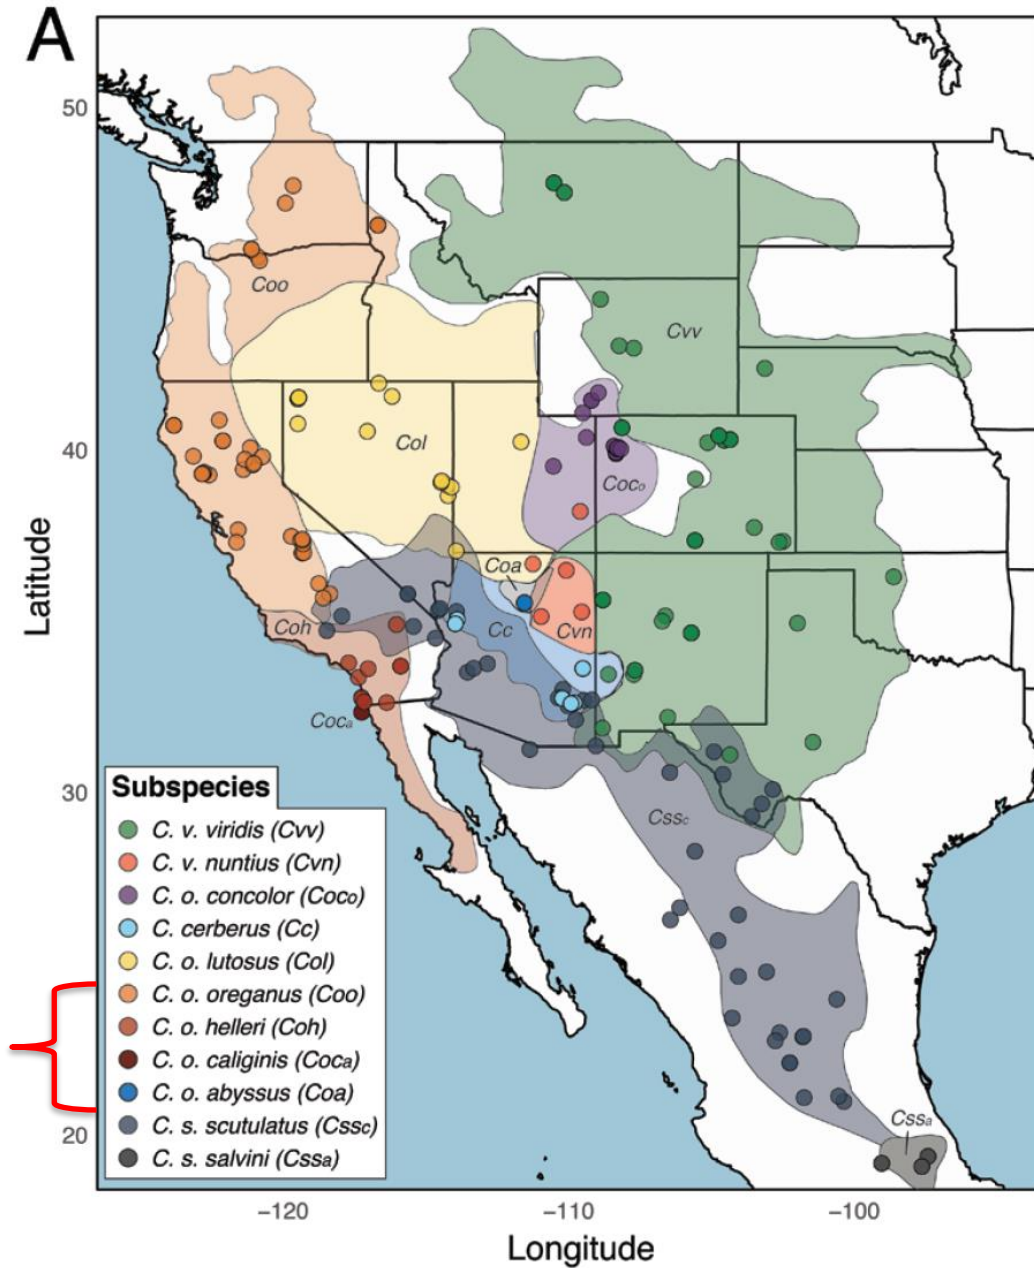 A
50
40
30
20
Latitude
Coo
Cvv
Col
Cocₒ
Coa
Coh
Cc
Cvn
Cocₐ
Css꜀
Cssₐ
Subspecies
C. v. viridis (Cvv)
C. v. nuntius (Cvn)
C. o. concolor (Cocₒ)
C. cerberus (Cc)
C. o. lutosus (Col)
C. o. oreganus (Coo)
C. o. helleri (Coh)
C. o. caliginis (Cocₐ)
C. o. abyssus (Coa)
C. s. scutulatus (Css꜀)
C. s. salvini (Cssₐ)
−120
−110
−100
Longitude